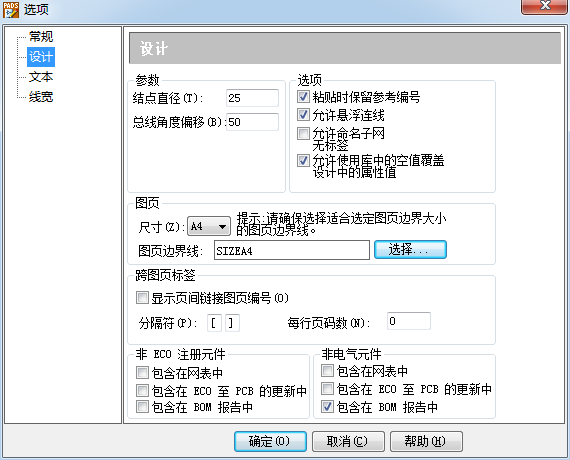 PADS 选项
常规
设计
文本
线宽
设计
参数
结点直径(T): 25
总线角度偏移(B): 50
选项
粘贴时保留参考编号
允许悬浮连线
允许命名子网
无标签
允许使用库中的空值覆盖
设计中的属性值
图页
尺寸(Z): A4
提示:请确保选择适合选定图页边界大小
的图页边界线。
图页边界线: SIZEA4 选择...
跨图页标签
显示页间链接图页编号(O)
分隔符(P): [ ] 每行页码数(N): 0
非 ECO 注册元件
包含在网表中
包含在 ECO 至 PCB 的更新中
包含在 BOM 报告中
非电气元件
包含在网表中
包含在 ECO 至 PCB 的更新中
包含在 BOM 报告中
确定(O) 取消(C) 帮助(H)